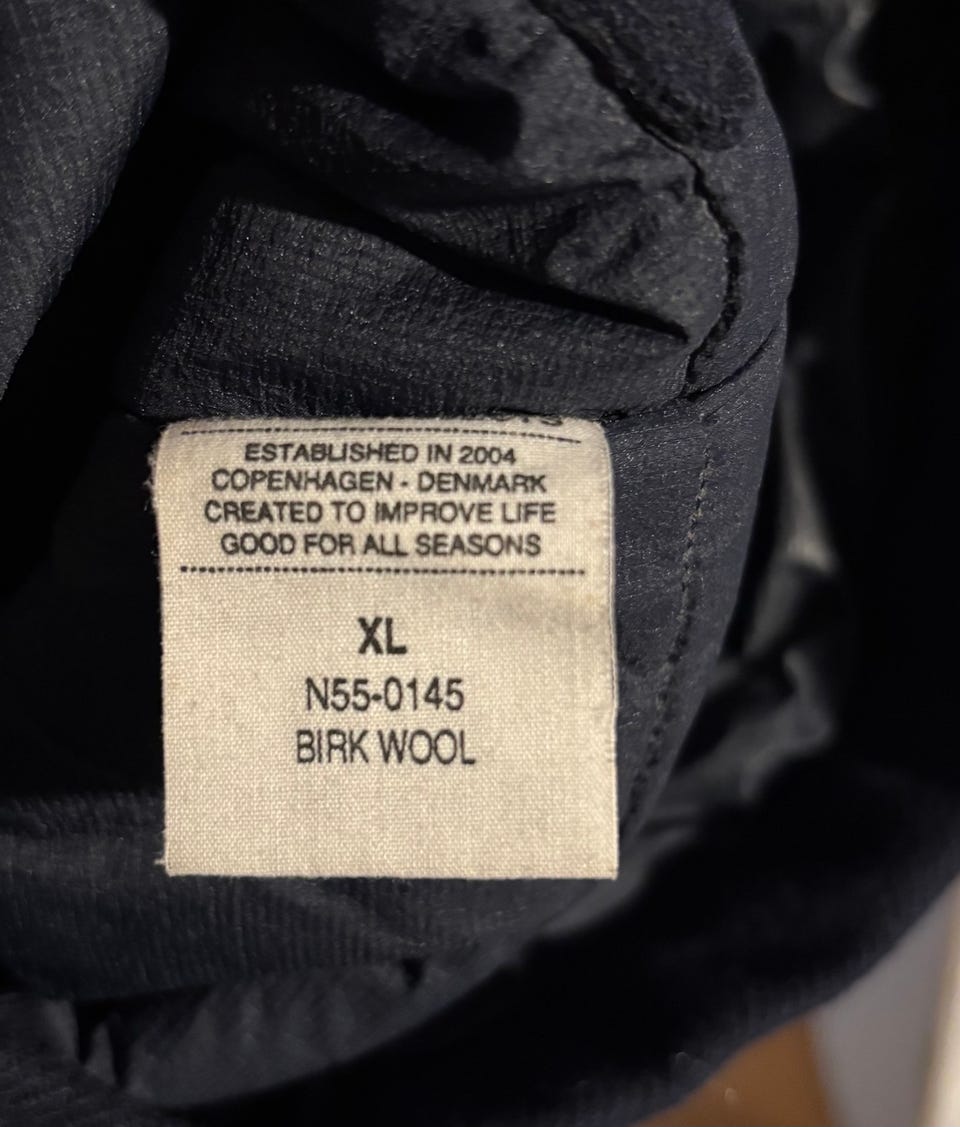 ESTABLISHED IN 2004
COPENHAGEN - DENMARK
CREATED TO IMPROVE LIFE
GOOD FOR ALL SEASONS
XL
N55-0145
BIRK WOOL